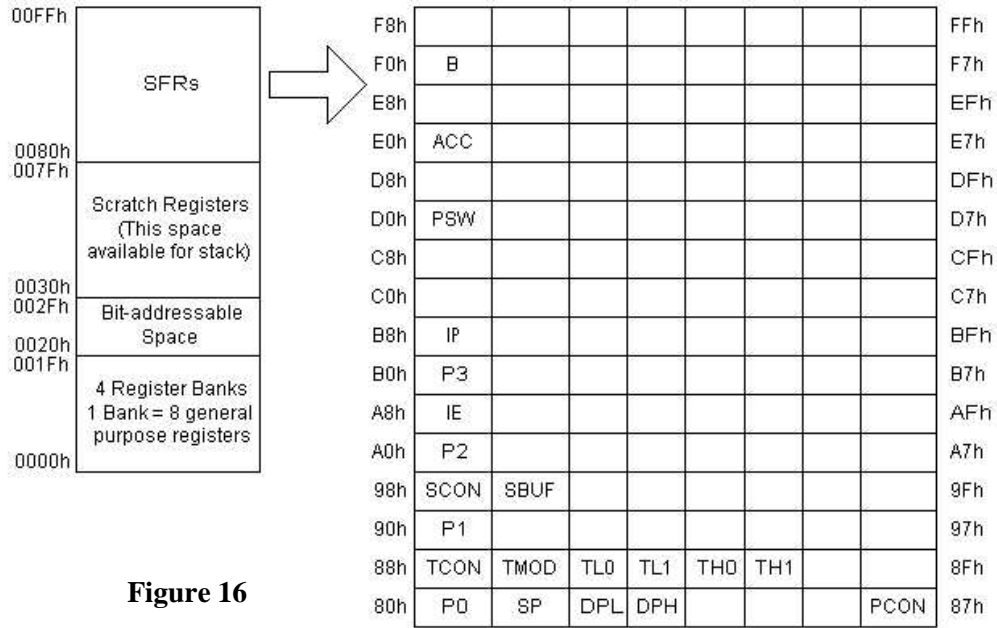 00FFh
SFRs
0080h
007Fh
Scratch Registers
(This space
available for stack)
0030h
002Fh
Bit-addressable
Space
0020h
001Fh
4 Register Banks
1 Bank = 8 general
purpose registers
0000h
F8h FFh
F0h B F7h
E8h EFh
E0h ACC E7h
D8h DFh
D0h PSW D7h
C8h CFh
C0h C7h
B8h IP BFh
B0h P3 B7h
A8h IE AFh
A0h P2 A7h
98h SCON SBUF 9Fh
90h P1 97h
88h TCON TMOD TL0 TL1 TH0 TH1 8Fh
80h P0 SP DPL DPH PCON 87h
Figure 16